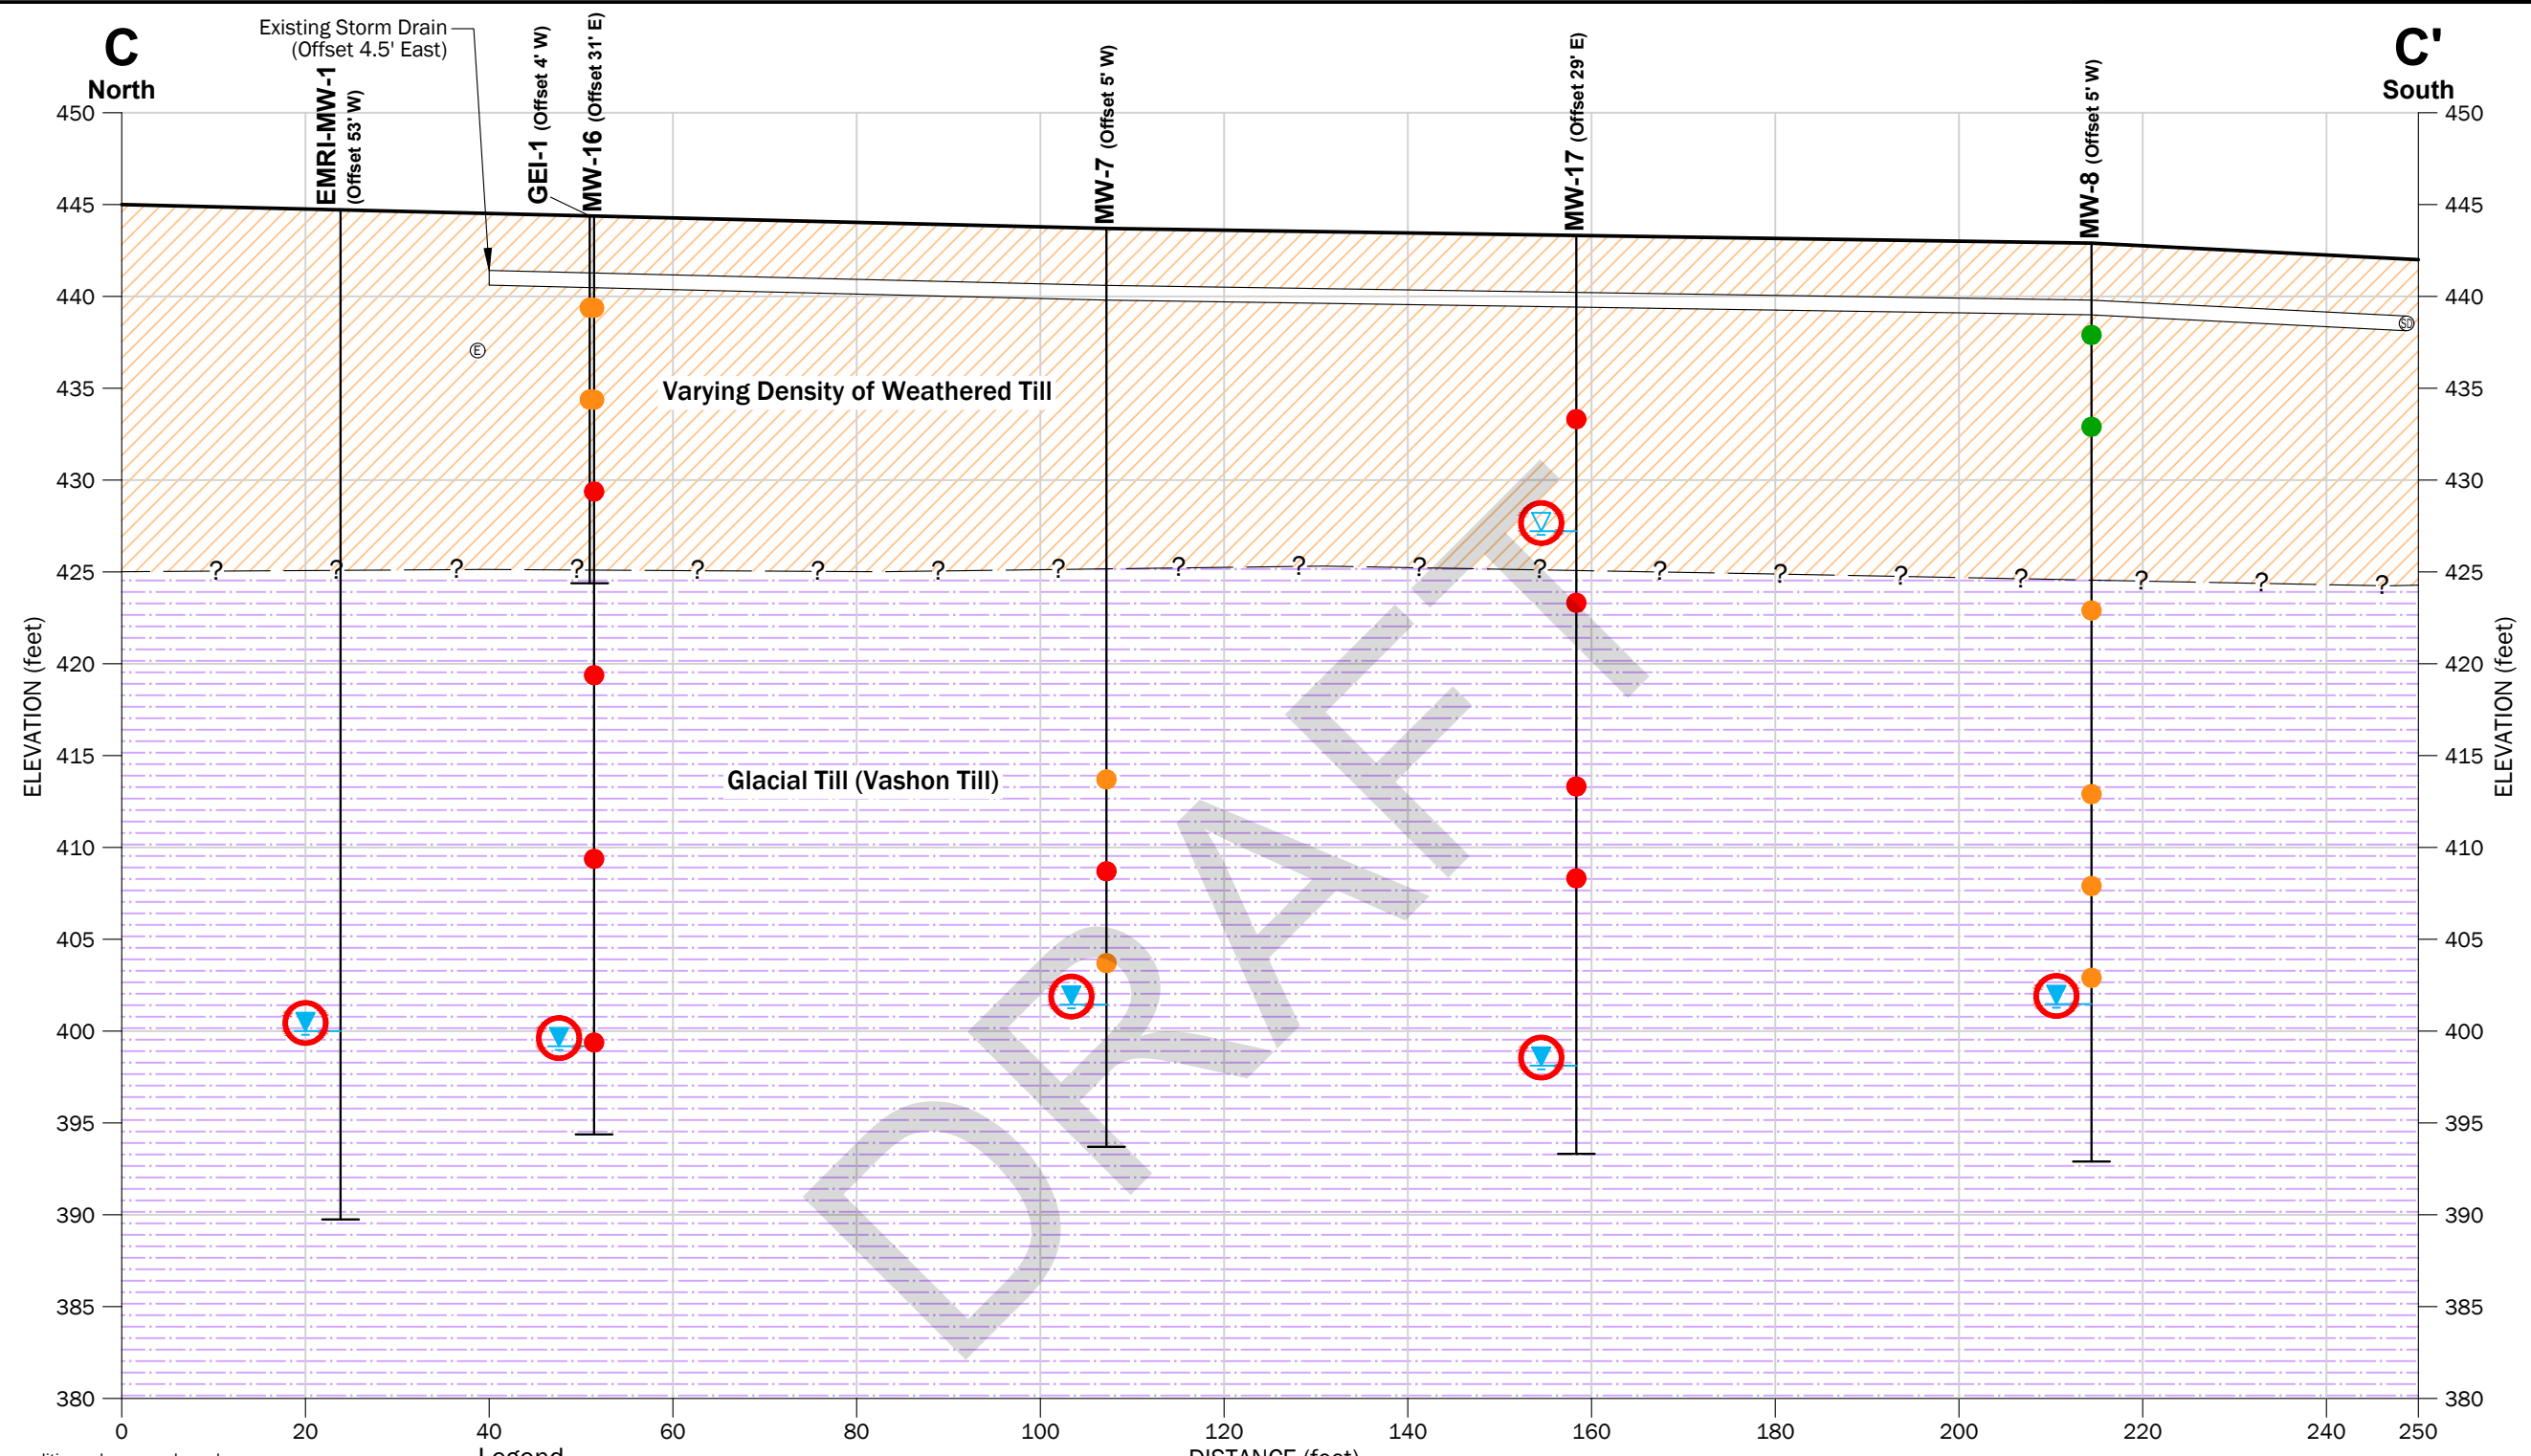 Existing Storm Drain
(Offset 4.5' East)
C
North
C'
South
EMRI-MW-1
(Offset 53' W)
GEI-1 (Offset 4' W)
MW-16 (Offset 31' E)
MW-7 (Offset 5' W)
MW-17 (Offset 29' E)
MW-8 (Offset 5' W)
450
445
440
435
430
425
420
415
410
405
400
395
390
385
380
ELEVATION (feet)
SD
E
Varying Density of Weathered Till
? ? ? ? ? ? ? ? ? ? ? ? ? ? ? ? ? ? ?
Glacial Till (Vashon Till)
DRAFT
450
445
440
435
430
425
420
415
410
405
400
395
390
385
380
ELEVATION (feet)
0 20 40 60 80 100 120 140 160 180 200 220 240 250
Legend
DISTANCE (feet)